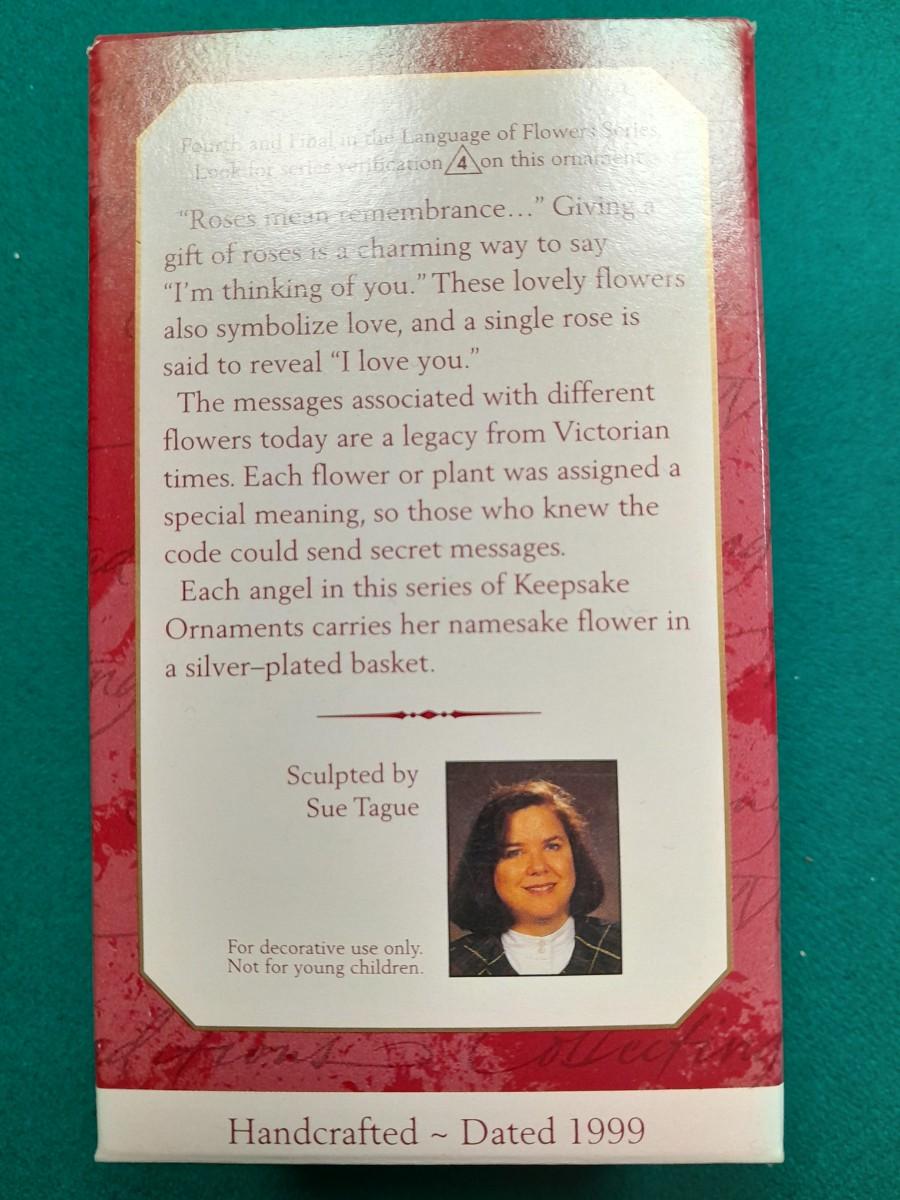 Fourth and Final in the Language of Flowers Series.
Look for series verification 4 on this ornament.
“Roses mean remembrance...” Giving a
gift of roses is a charming way to say
“I’m thinking of you.” These lovely flowers
also symbolize love, and a single rose is
said to reveal “I love you.”
The messages associated with different
flowers today are a legacy from Victorian
times. Each flower or plant was assigned a
special meaning, so those who knew the
code could send secret messages.
Each angel in this series of Keepsake
Ornaments carries her namesake flower in
a silver–plated basket.
Sculpted by
Sue Tague
For decorative use only.
Not for young children.
Handcrafted ~ Dated 1999